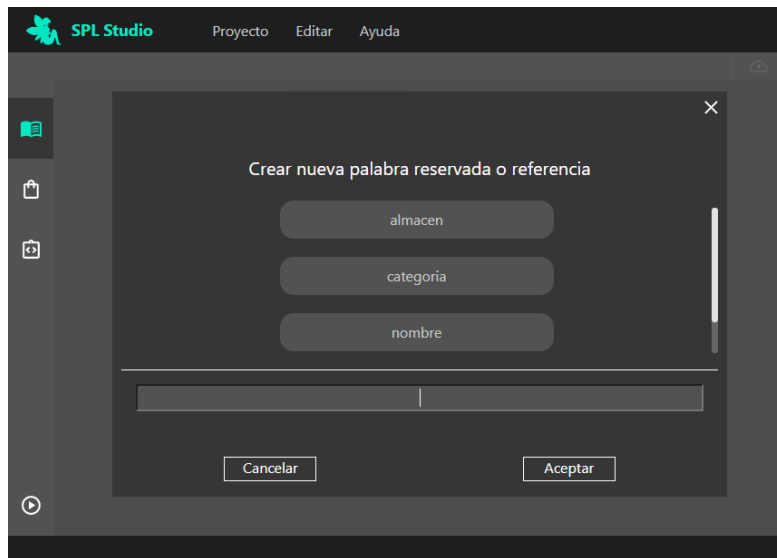 SPL Studio Proyecto Editar Ayuda
Crear nueva palabra reservada o referencia
almacen
categoria
nombre
Cancelar Aceptar